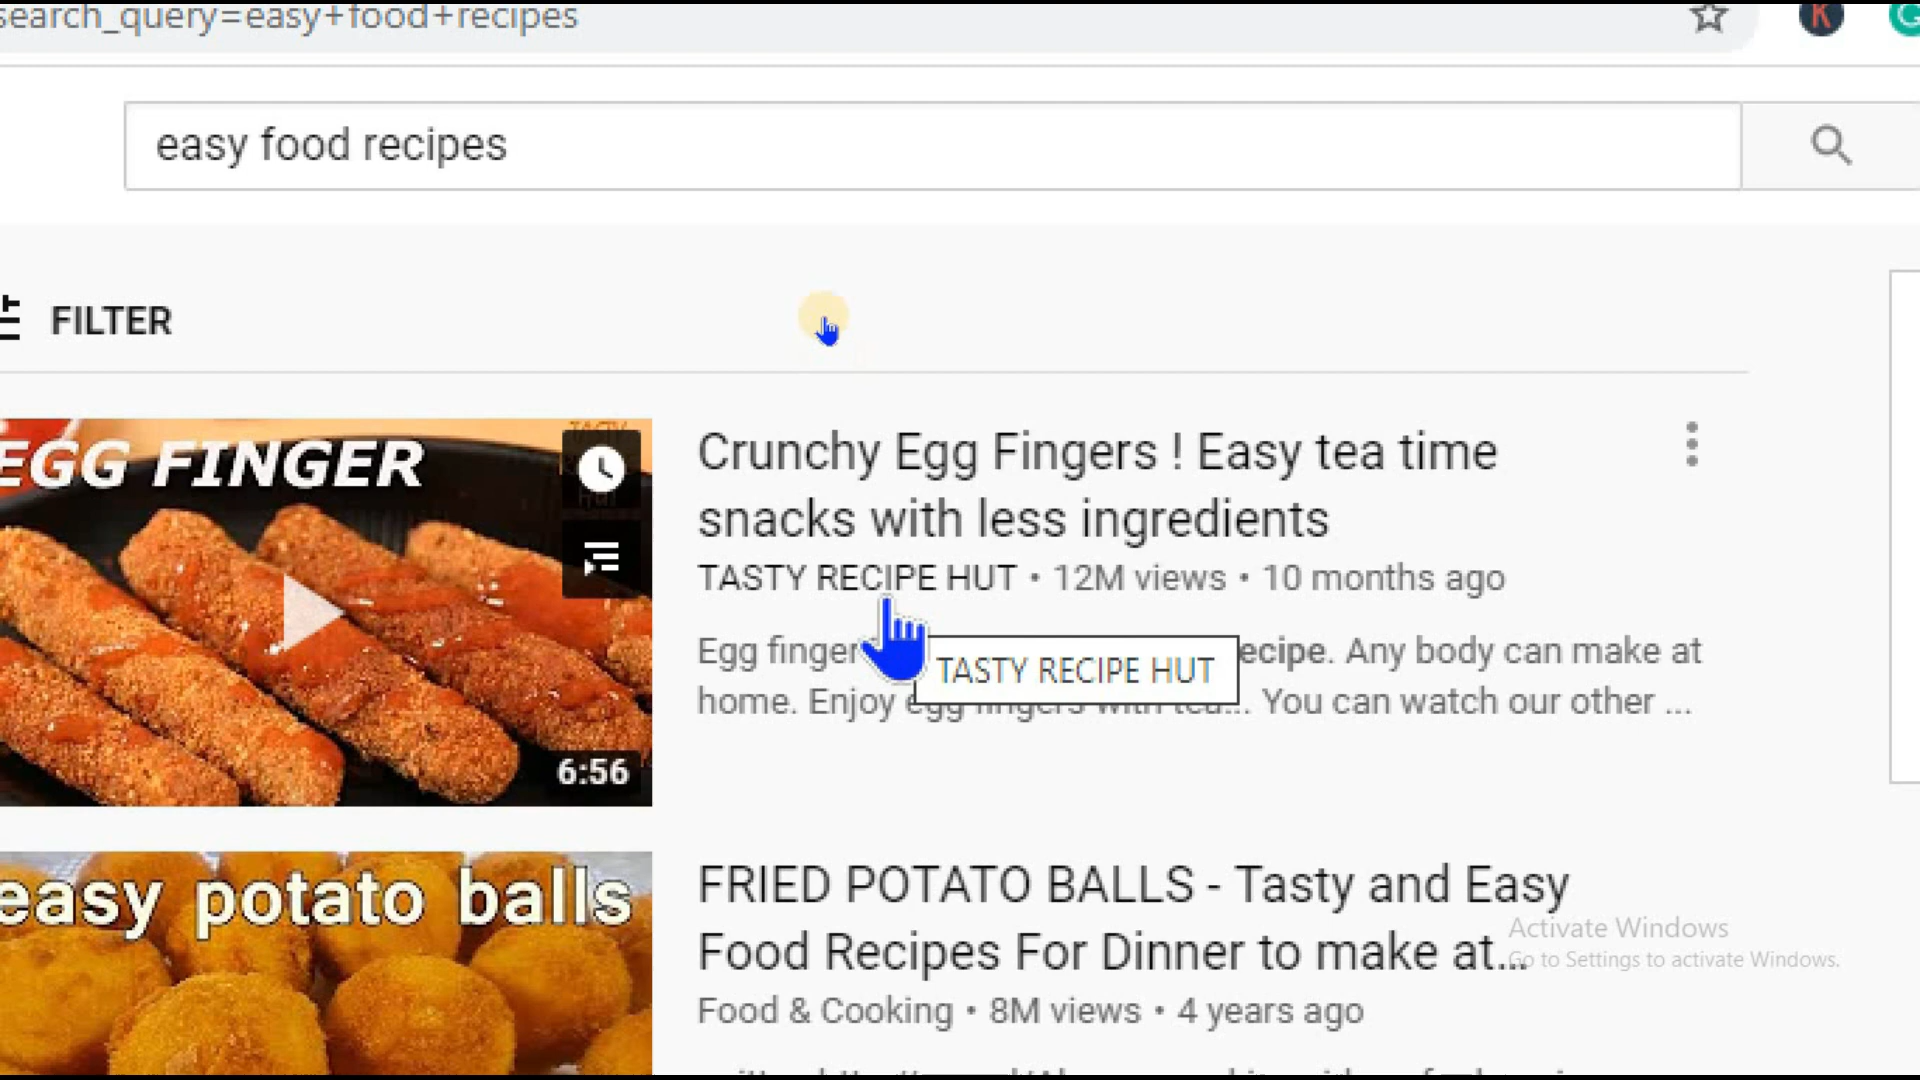 search_query=easy+food+recipes
K
easy food recipes
FILTER
EGG FINGER
6:56
Crunchy Egg Fingers ! Easy tea time
snacks with less ingredients
TASTY RECIPE HUT • 12M views • 10 months ago
Egg finger ecipe. Any body can make at
TASTY RECIPE HUT
home. Enjoy egg fingers with tea... You can watch our other ...
easy potato balls
FRIED POTATO BALLS - Tasty and Easy
Food Recipes For Dinner to make at...
Food & Cooking • 8M views • 4 years ago
Activate Windows
Go to Settings to activate Windows.